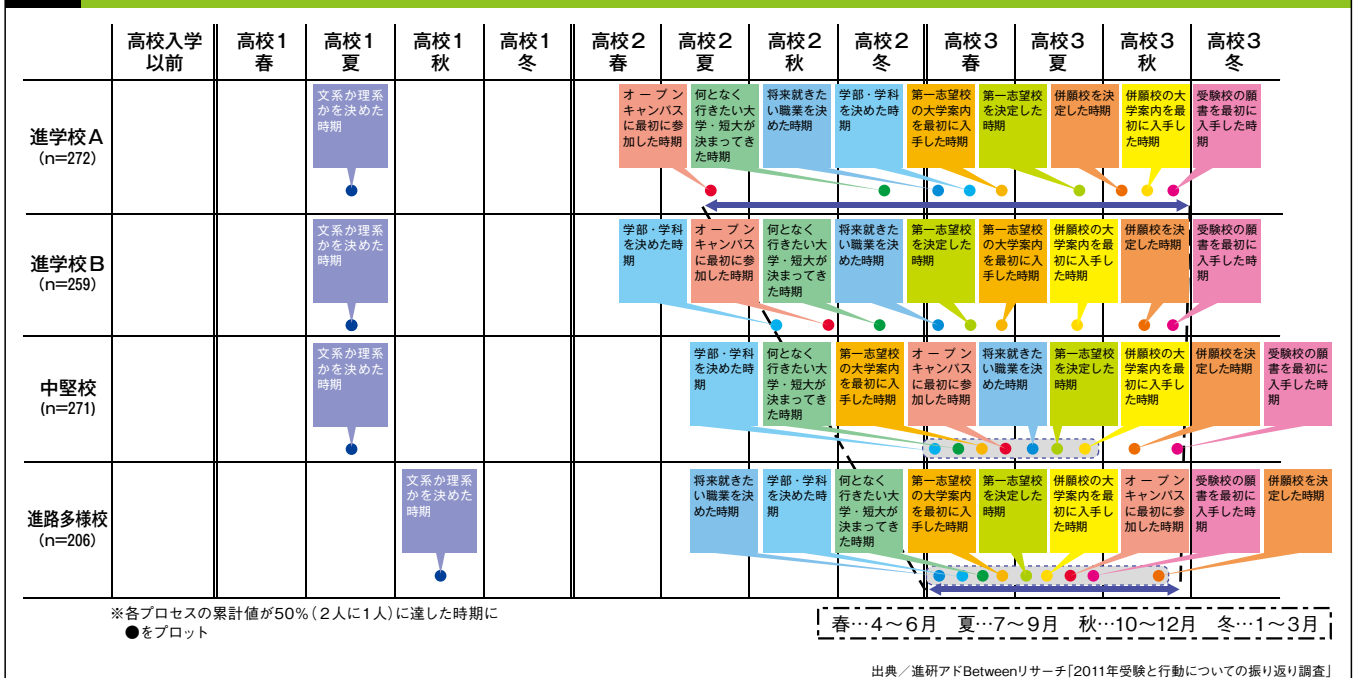 高校入学
以前
高校1
春
高校1
夏
高校1
秋
高校1
冬
高校2
春
高校2
夏
高校2
秋
高校2
冬
高校3
春
高校3
夏
高校3
秋
高校3
冬
進学校A
(n=272)
文系か理系
かを決めた
時期
オープン
キャンパス
に最初に参
加した時期
何となく
行きたい大
学・短大が
決まってき
た時期
将来就きた
い職業を決
めた時期
学部・学科
を決めた時
期
第一志望校
の大学案内
を最初に入
手した時期
第一志望校
を決定した
時期
併願校を決
定した時期
併願校の大
学案内を最
初に入手し
た時期
受験校の願
書を最初に
入手した時
期
進学校B
(n=259)
文系か理系
かを決めた
時期
学部・学科
を決めた時
期
オープン
キャンパス
に最初に参
加した時期
何となく
行きたい大
学・短大が
決まってき
た時期
将来就きた
い職業を決
めた時期
第一志望校
を決定した
時期
第一志望校
の大学案内
を最初に入
手した時期
併願校の大
学案内を最
初に入手し
た時期
併願校を決
定した時期
受験校の願
書を最初に
入手した時
期
中堅校
(n=271)
文系か理系
かを決めた
時期
学部・学科
を決めた時
期
何となく
行きたい大
学・短大が
決まってき
た時期
第一志望校
の大学案内
を最初に入
手した時期
オープン
キャンパス
に最初に参
加した時期
将来就きた
い職業を決
めた時期
第一志望校
を決定した
時期
併願校の大
学案内を最
初に入手し
た時期
併願校を決
定した時期
受験校の願
書を最初に
入手した時
期
進路多様校
(n=206)
文系か理系
かを決めた
時期
将来就きた
い職業を決
めた時期
学部・学科
を決めた時
期
何となく
行きたい大
学・短大が
決まってき
た時期
第一志望校
の大学案内
を最初に入
手した時期
第一志望校
を決定した
時期
併願校の大
学案内を最
初に入手し
た時期
オープン
キャンパス
に最初に参
加した時期
受験校の願
書を最初に
入手した時
期
併願校を決
定した時期
※各プロセスの累計値が50%(2人に1人)に達した時期に
●をプロット
春…4〜6月 夏…7〜9月 秋…10〜12月 冬…1〜3月
出典/進研アドBetweenリサーチ「2011年受験と行動についての振り返り調査」